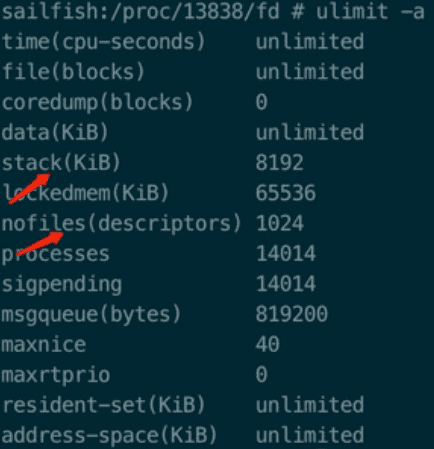 sailfish:/proc/13838/fd # ulimit -a
time(cpu-seconds) unlimited
file(blocks) unlimited
coredump(blocks) 0
data(KiB) unlimited
stack(KiB) 8192
lockedmem(KiB) 65536
nofiles(descriptors) 1024
processes 14014
sigpending 14014
msgqueue(bytes) 819200
maxnice 40
maxrtprio 0
resident-set(KiB) unlimited
address-space(KiB) unlimited